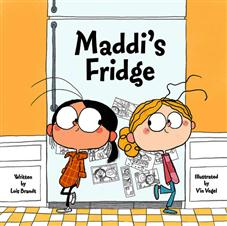 Maddi's
Fridge
Written
by
Lois Brandt
Illustrated
by
Vin Vogel